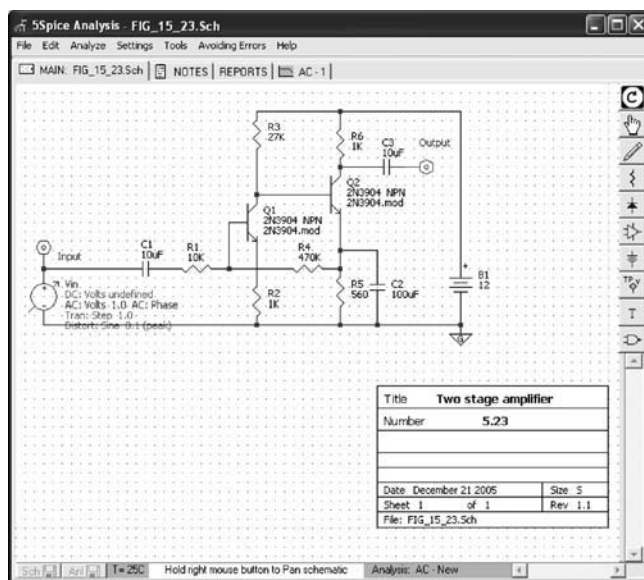 5Spice Analysis - FIG_15_23.Sch
File Edit Analyze Settings Tools Avoiding Errors Help
MAIN: FIG_15_23.Sch NOTES REPORTS AC - 1
R3
27K
R6
1K
C3
10uF
Output
Q2
2N3904 NPN
2N3904.mod
Q1
2N3904 NPN
2N3904.mod
Input
C1
10uF
R1
10K
R4
470K
Vin
DC: Volts undefined
AC: Volts 1.0 AC: Phase
Tran: Step 1.0
Distort: Sine 0.1 (peak)
R2
1K
R5
560
C2
100uF
+
B1
12
TP
V
T
Title Two stage amplifier
Number 5.23
Date December 21 2005 Size S
Sheet 1 of 1 Rev 1.1
File: FIG_15_23.Sch
Sch Anl T= 25C Hold right mouse button to Pan schematic Analysis: AC - New